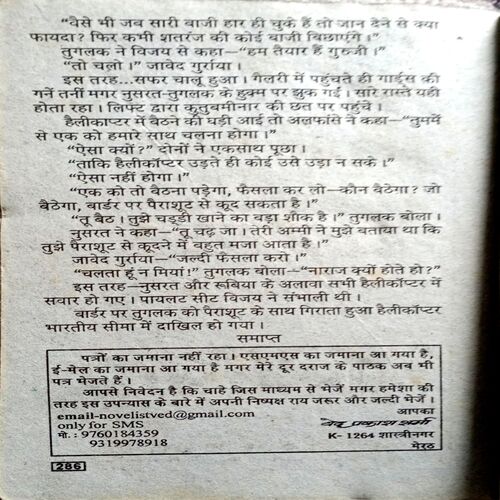 “वैसे भी जब सारी बाजी हार ही चुके हैं तो जान देने से क्या
फायदा? फिर कभी शतरंज की कोई बाजी बिछाएंगे।”
तुगलक ने विजय से कहा–“हम तैयार हैं गुरुजी।”
“तो चलो।” जावेद गुर्राया।
इस तरह...सफर चालू हुआ। गैलरी में पहुंचते ही गार्ड्स की
गनें तनीं मगर नुसरत-तुगलक के हुक्म पर झुक गईं। सारे रास्ते यही
होता रहा। लिफ्ट द्वारा कुतुबमीनार की छत पर पहुंचे।
हैलीकाप्टर में बैठने की घड़ी आई तो अलफांसे ने कहा–“तुममें
से एक को हमारे साथ चलना होगा।”
“ऐसा क्यों?” दोनों ने एकसाथ पूछा।
“ताकि हैलीकॉप्टर उड़ते ही कोई उसे उड़ा न सके।”
“ऐसा नहीं होगा।”
“एक को तो बैठना पड़ेगा, फैसला कर लो–कौन बैठेगा? जो
बैठेगा, बार्डर पर पैराशूट से कूद सकता है।”
“तू बैठ। तुझे चड्डी खाने का बड़ा शौक है।” तुगलक बोला।
नुसरत ने कहा–“तू चढ़ जा। तेरी अम्मी ने मुझे बताया था कि
तुझे पैराशूट से कूदने में बहुत मजा आता है।”
जावेद गुर्राया–“जल्दी फैसला करो।”
“चलता हूं न मियां!” तुगलक बोला–“नाराज क्यों होते हो?”
इस तरह–नुसरत और रूबिया के अलावा सभी हैलीकॉप्टर में
सवार हो गए। पायलट सीट विजय ने संभाली थी।
बार्डर पर तुगलक को पैराशूट के साथ गिराता हुआ हैलीकॉप्टर
भारतीय सीमा में दाखिल हो गया।
समाप्त
पत्रों का जमाना नहीं रहा। एसएमएस का जमाना आ गया है,
ई-मेल का जमाना आ गया है मगर मेरे दूर दराज के पाठक अब भी
पत्र भेजते हैं।
आपसे निवेदन है कि चाहे जिस माध्यम से भेजें मगर हमेशा की
तरह इस उपन्यास के बारे में अपनी निष्पक्ष राय जरूर और जल्दी भेजें।
email-novelistved@gmail.com आपका
only for SMS वेद प्रकाश शर्मा
मो.: 9760184359 K- 1264 शास्त्रीनगर
9319978918 मेरठ
286